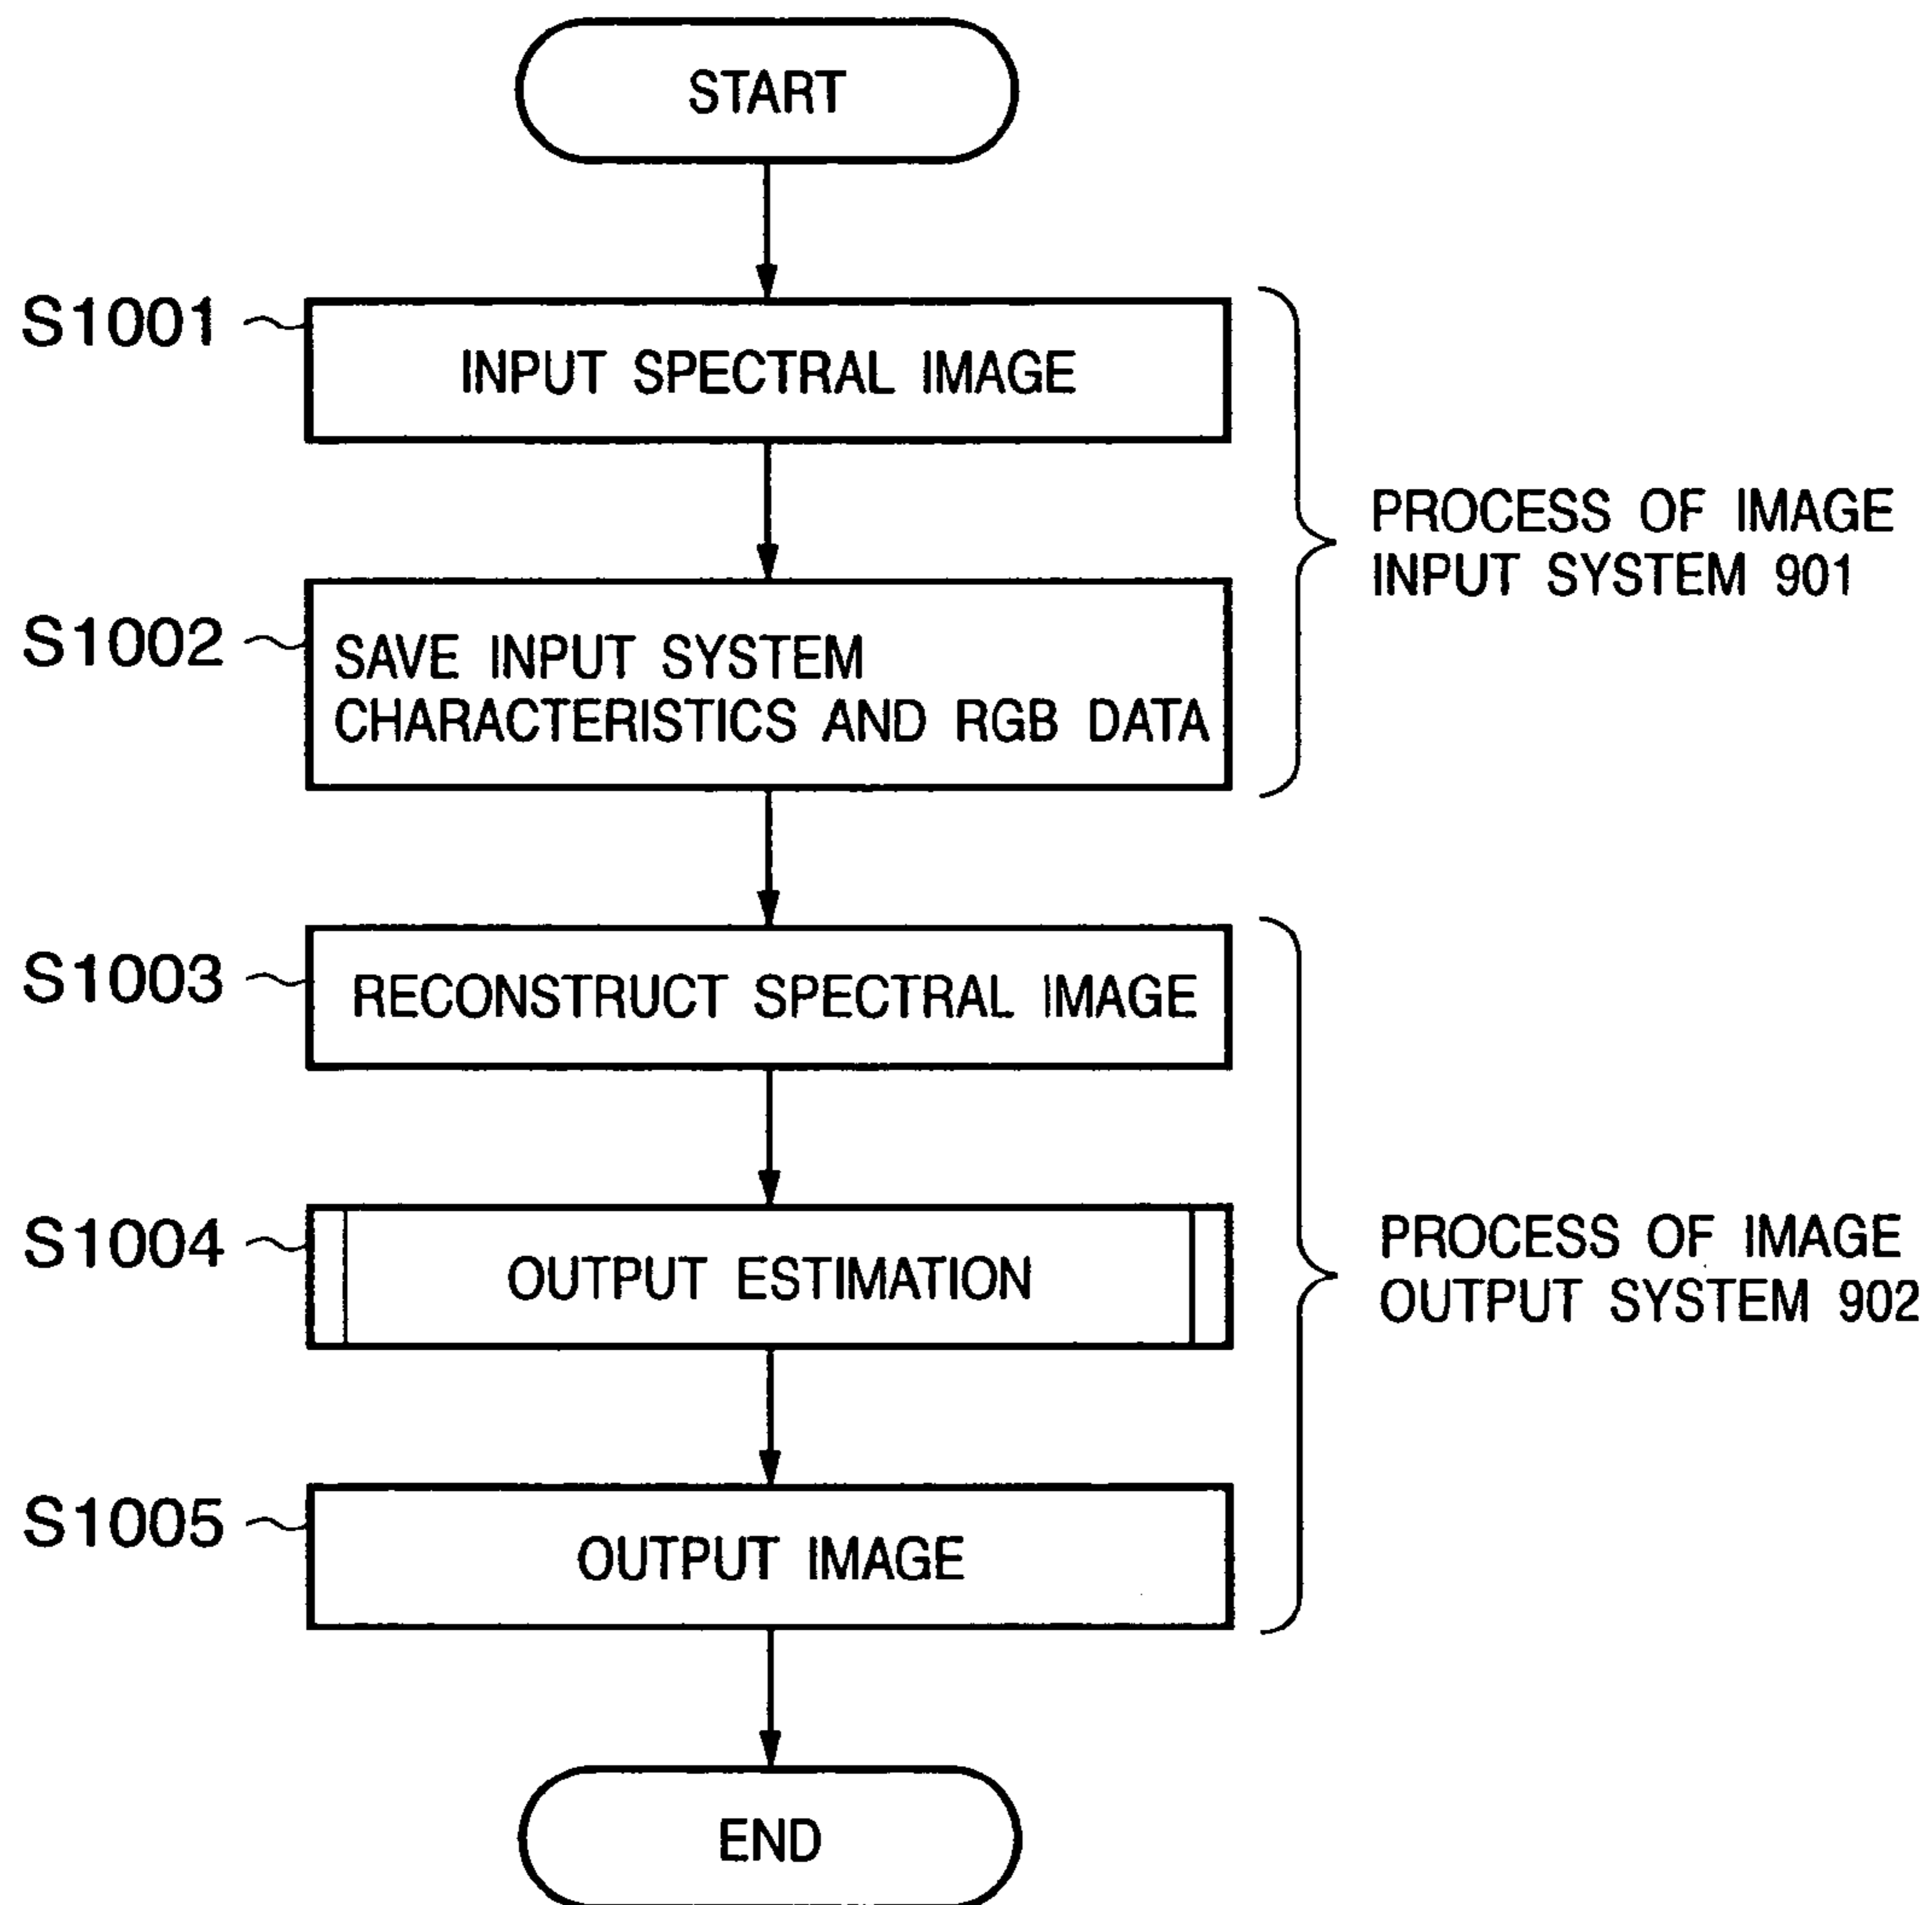 START
S1001
INPUT SPECTRAL IMAGE
PROCESS OF IMAGE
INPUT SYSTEM 901
S1002
SAVE INPUT SYSTEM
CHARACTERISTICS AND RGB DATA
S1003
RECONSTRUCT SPECTRAL IMAGE
S1004
OUTPUT ESTIMATION
PROCESS OF IMAGE
OUTPUT SYSTEM 902
S1005
OUTPUT IMAGE
END